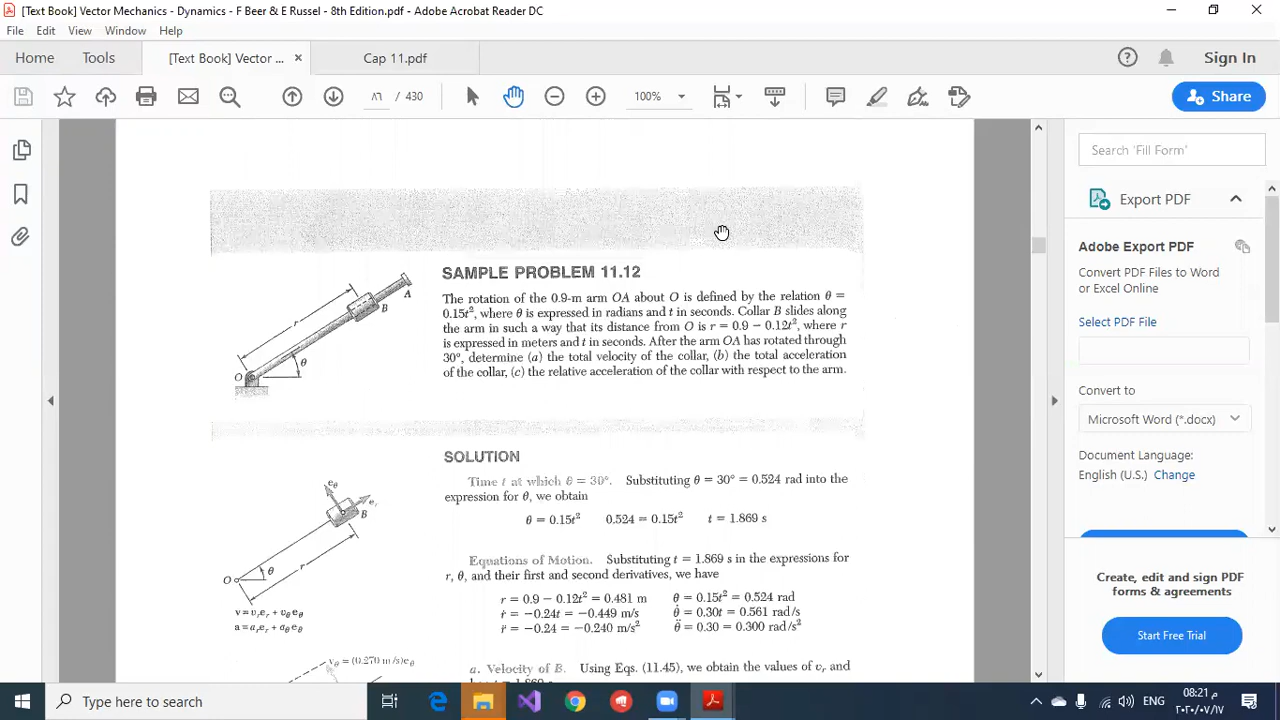 [Text Book] Vector Mechanics - Dynamics - F Beer & E Russel - 8th Edition.pdf - Adobe Acrobat Reader DC
File Edit View Window Help
Home Tools [Text Book] Vector ... × Cap 11.pdf Sign In
٨٦ / 430 100% Share
SAMPLE PROBLEM 11.12
The rotation of the 0.9-m arm OA about O is defined by the relation θ =
0.15t², where θ is expressed in radians and t in seconds. Collar B slides along
the arm in such a way that its distance from O is r = 0.9 − 0.12t², where r
is expressed in meters and t in seconds. After the arm OA has rotated through
30°, determine (a) the total velocity of the collar, (b) the total acceleration
of the collar, (c) the relative acceleration of the collar with respect to the arm.
A
B
r
θ
O
SOLUTION
Time t at which θ = 30°. Substituting θ = 30° = 0.524 rad into the
expression for θ, we obtain
θ = 0.15t² 0.524 = 0.15t² t = 1.869 s
Equations of Motion. Substituting t = 1.869 s in the expressions for
r, θ, and their first and second derivatives, we have
r = 0.9 − 0.12t² = 0.481 m θ = 0.15t² = 0.524 rad
ṙ = −0.24t = −0.449 m/s θ̇ = 0.30t = 0.561 rad/s
r̈ = −0.24 = −0.240 m/s² θ̈ = 0.30 = 0.300 rad/s²
a. Velocity of B. Using Eqs. (11.45), we obtain the values of vᵣ and
eθ
eᵣ
B
O
θ
r
v = vᵣeᵣ + vθeθ
a = aᵣeᵣ + aθeθ
vθ = (0.270 m/s)eθ
Search 'Fill Form'
Export PDF
Adobe Export PDF
Convert PDF Files to Word
or Excel Online
Select PDF File
Convert to
Microsoft Word (*.docx)
Document Language:
English (U.S.) Change
Create, edit and sign PDF
forms & agreements
Start Free Trial
Type here to search
ENG
08:21 م
٢٠٢٠/٠٧/١٧